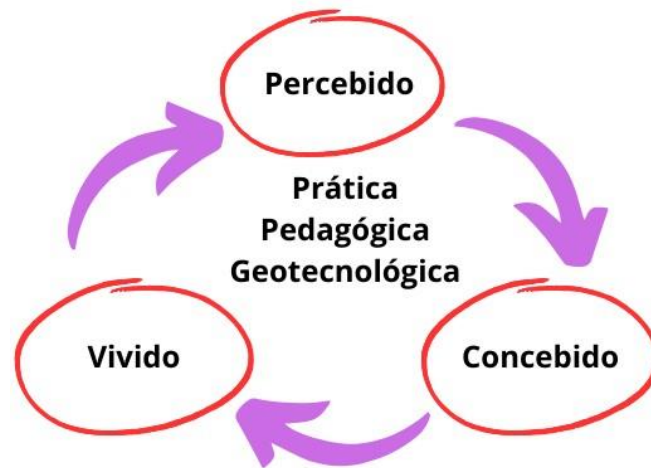 Percebido
Prática
Pedagógica
Geotecnológica
Vivido
Concebido